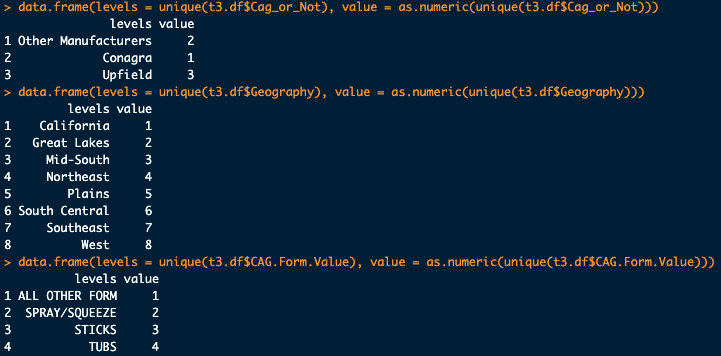 > data.frame(levels = unique(t3.df$Cag_or_Not), value = as.numeric(unique(t3.df$Cag_or_Not)))
levels value
1 Other Manufacturers 2
2 Conagra 1
3 Upfield 3
> data.frame(levels = unique(t3.df$Geography), value = as.numeric(unique(t3.df$Geography)))
levels value
1 California 1
2 Great Lakes 2
3 Mid-South 3
4 Northeast 4
5 Plains 5
6 South Central 6
7 Southeast 7
8 West 8
> data.frame(levels = unique(t3.df$CAG.Form.Value), value = as.numeric(unique(t3.df$CAG.Form.Value)))
levels value
1 ALL OTHER FORM 1
2 SPRAY/SQUEEZE 2
3 STICKS 3
4 TUBS 4